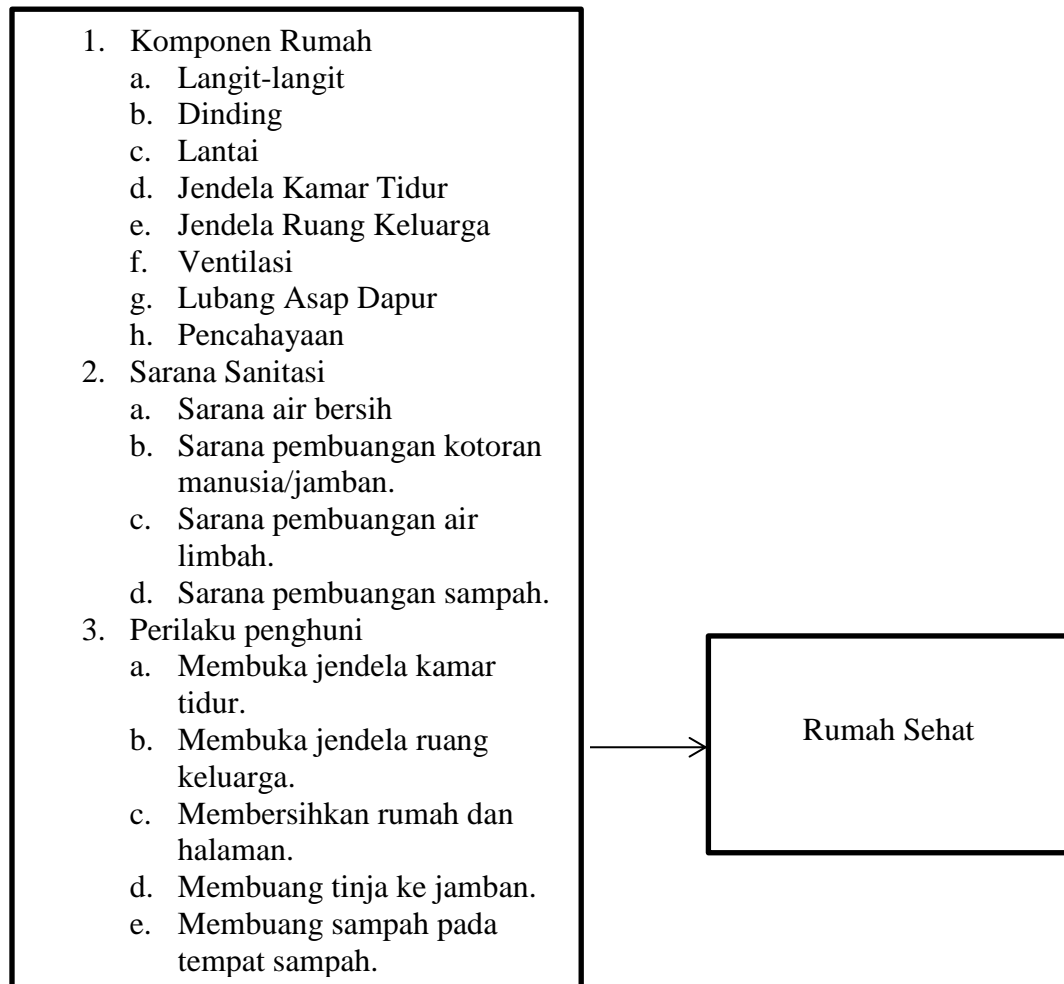 1. Komponen Rumah
a. Langit-langit
b. Dinding
c. Lantai
d. Jendela Kamar Tidur
e. Jendela Ruang Keluarga
f. Ventilasi
g. Lubang Asap Dapur
h. Pencahayaan
2. Sarana Sanitasi
a. Sarana air bersih
b. Sarana pembuangan kotoran
manusia/jamban.
c. Sarana pembuangan air
limbah.
d. Sarana pembuangan sampah.
3. Perilaku penghuni
a. Membuka jendela kamar
tidur.
b. Membuka jendela ruang
keluarga.
c. Membersihkan rumah dan
halaman.
d. Membuang tinja ke jamban.
e. Membuang sampah pada
tempat sampah.
Rumah Sehat